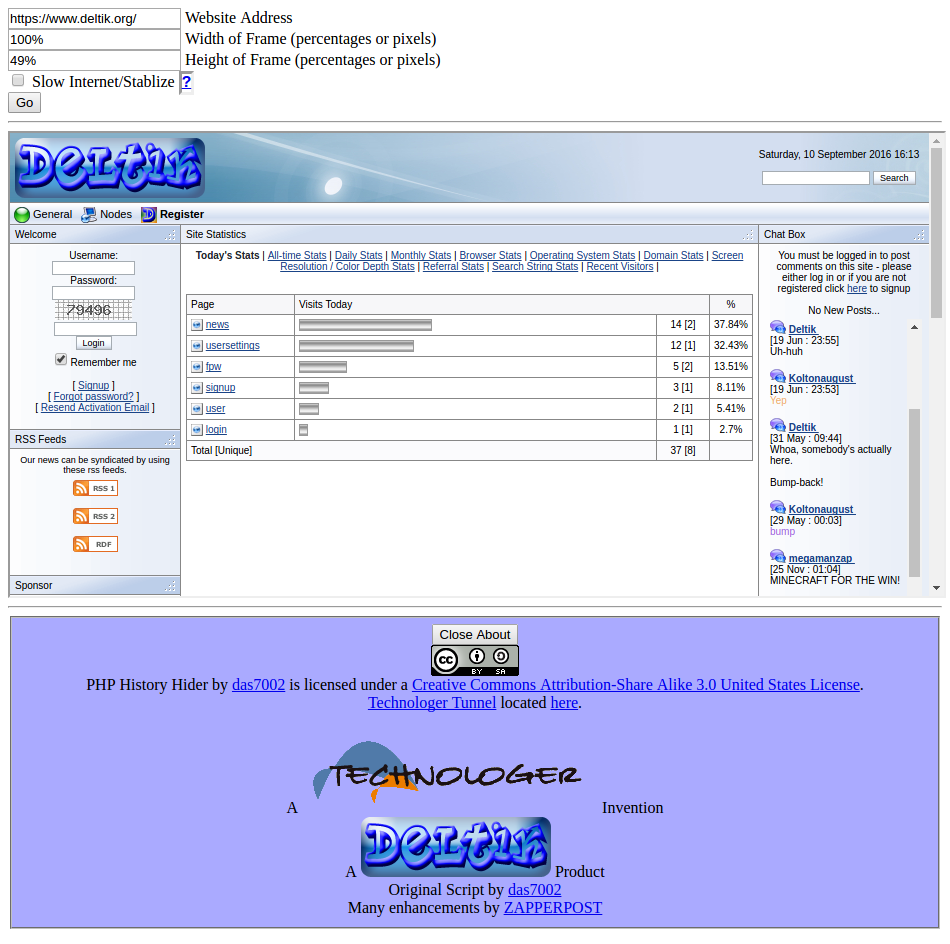 https://www.deltik.org/ Website Address
100% Width of Frame (percentages or pixels)
49% Height of Frame (percentages or pixels)
Slow Internet/Stablize ?
Go
DELTIK
Saturday, 10 September 2016 16:13
Search
General Nodes Register
Welcome
Username:
Password:
79496
Login
Remember me
[ Signup ]
[ Forgot password? ]
[ Resend Activation Email ]
RSS Feeds
Our news can be syndicated by using
these rss feeds.
RSS 1
RSS 2
RDF
Sponsor
Site Statistics
Today's Stats | All-time Stats | Daily Stats | Monthly Stats | Browser Stats | Operating System Stats | Domain Stats | Screen
Resolution / Color Depth Stats | Referral Stats | Search String Stats | Recent Visitors |
Page Visits Today %
news 14 [2] 37.84%
usersettings 12 [1] 32.43%
fpw 5 [2] 13.51%
signup 3 [1] 8.11%
user 2 [1] 5.41%
login 1 [1] 2.7%
Total [Unique] 37 [8]
Chat Box
You must be logged in to post
comments on this site - please
either log in or if you are not
registered click here to signup
No New Posts...
Deltik
[19 Jun : 23:55]
Uh-huh
Koltonaugust
[19 Jun : 23:53]
Yep
Deltik
[31 May : 09:44]
Whoa, somebody's actually
here.
Bump-back!
Koltonaugust
[29 May : 00:03]
bump
megamanzap
[25 Nov : 01:04]
MINECRAFT FOR THE WIN!
Close About
cc BY SA
PHP History Hider by das7002 is licensed under a Creative Commons Attribution-Share Alike 3.0 United States License.
Technologer Tunnel located here.
A TECHNOLOGER Invention
A DELTIK Product
Original Script by das7002
Many enhancements by ZAPPERPOST